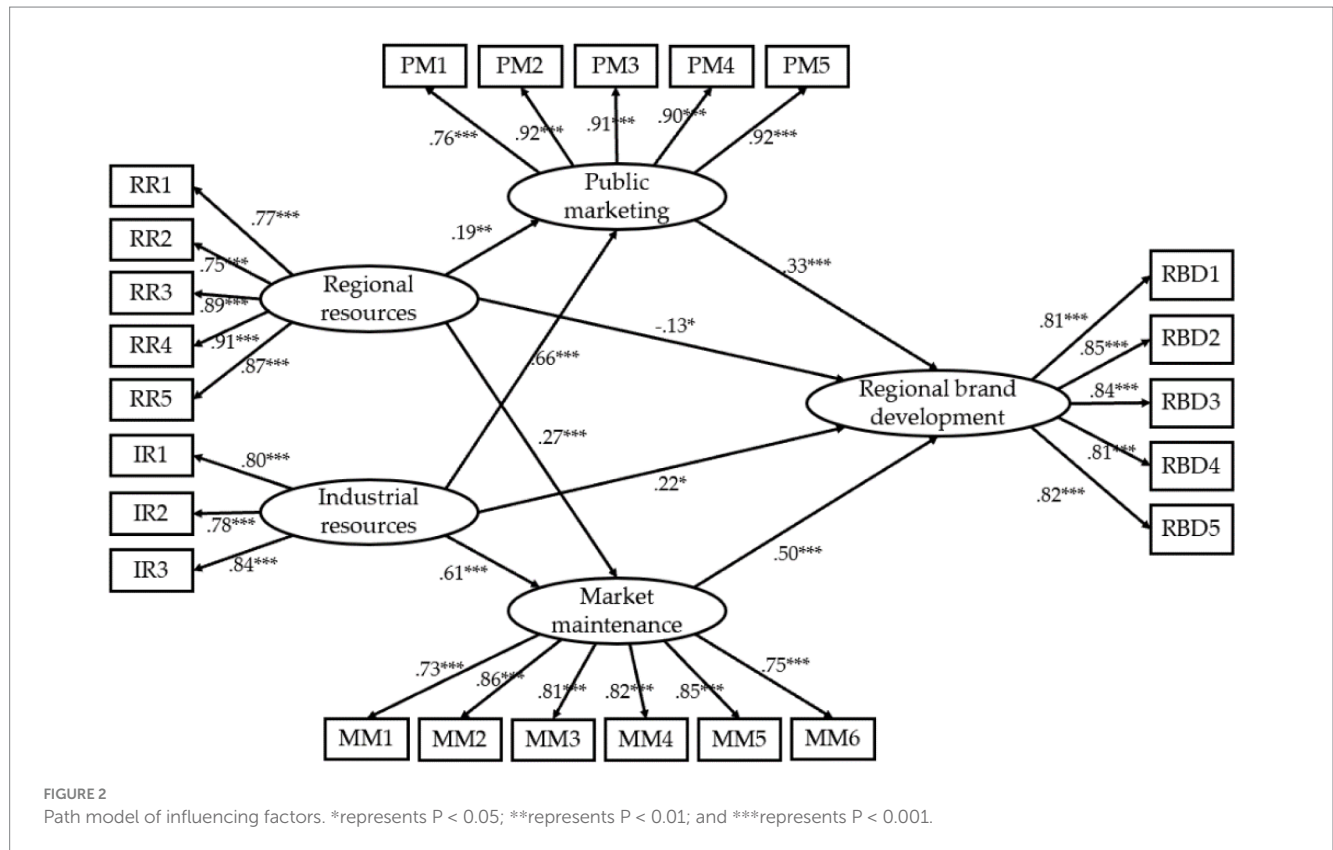 PM1 PM2 PM3 PM4 PM5
.76*** .92*** .91*** .90*** .92***
Public
marketing
RR1
RR2
RR3
RR4
RR5
.77***
.75***
.89***
.91***
.87***
Regional
resources
.19**
-.13*
.27***
.33***
IR1
IR2
IR3
.80***
.78***
.84***
Industrial
resources
.66***
.22*
.61***
.50***
Regional brand
development
.81***
.85***
.84***
.81***
.82***
RBD1
RBD2
RBD3
RBD4
RBD5
Market
maintenance
.73*** .86*** .81*** .82*** .85*** .75***
MM1 MM2 MM3 MM4 MM5 MM6
FIGURE 2
Path model of influencing factors. *represents P < 0.05; **represents P < 0.01; and ***represents P < 0.001.